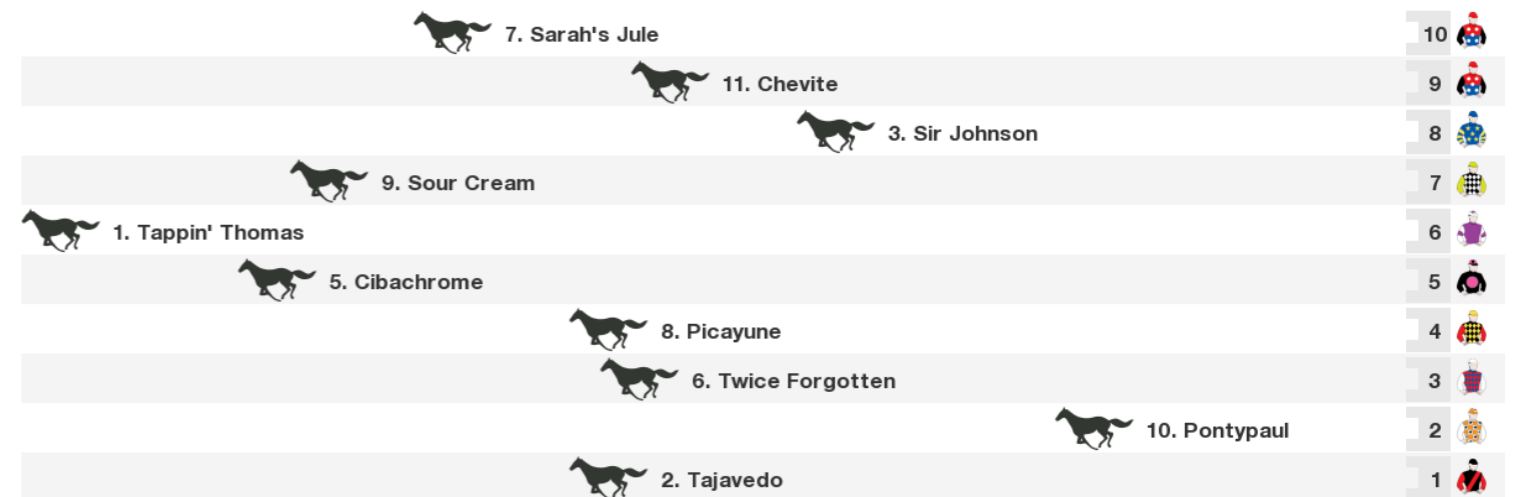 7. Sarah's Jule 10
11. Chevite 9
3. Sir Johnson 8
9. Sour Cream 7
1. Tappin' Thomas 6
5. Cibachrome 5
8. Picayune 4
6. Twice Forgotten 3
10. Pontypaul 2
2. Tajavedo 1